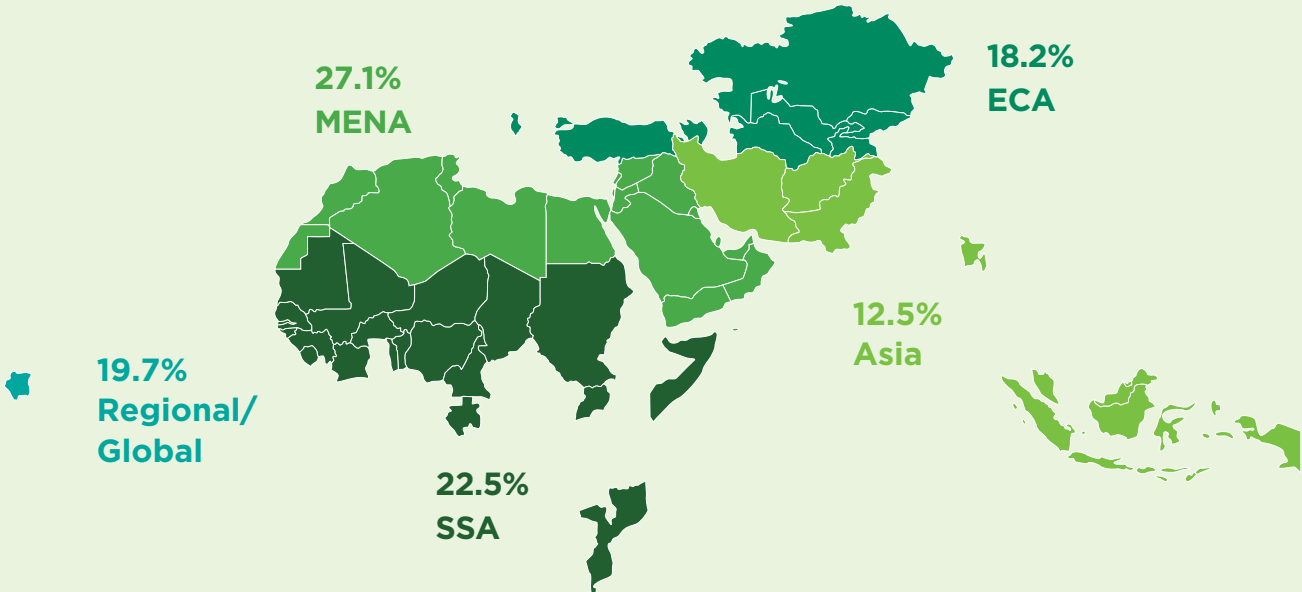 27.1%
MENA
18.2%
ECA
12.5%
Asia
19.7%
Regional/
Global
22.5%
SSA